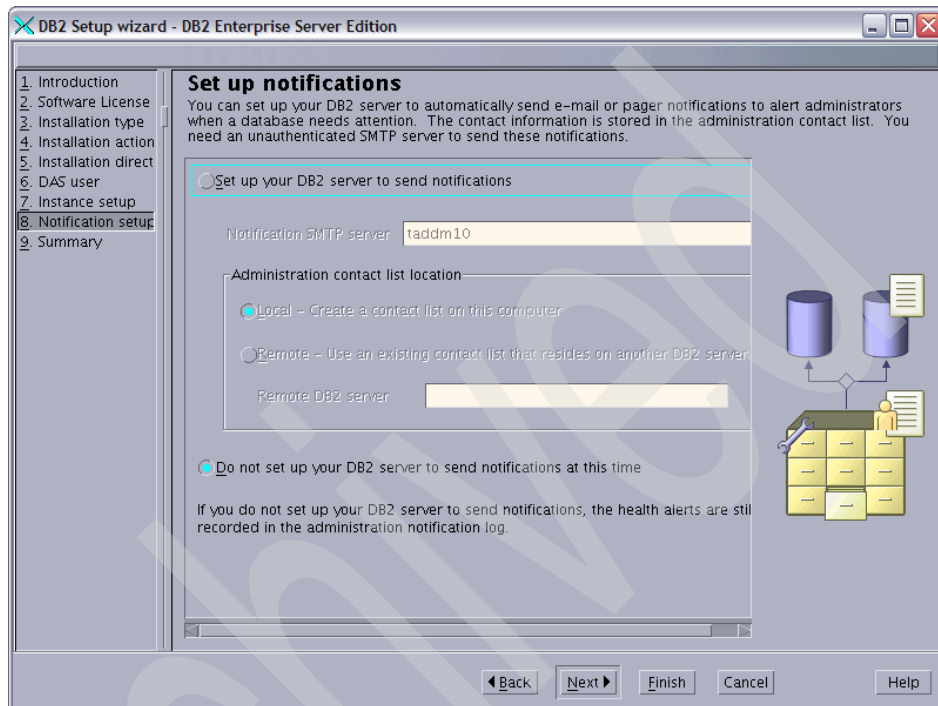 DB2 Setup wizard - DB2 Enterprise Server Edition
1. Introduction
2. Software License
3. Installation type
4. Installation action
5. Installation direct
6. DAS user
7. Instance setup
8. Notification setup
9. Summary
Set up notifications
You can set up your DB2 server to automatically send e-mail or pager notifications to alert administrators
when a database needs attention. The contact information is stored in the administration contact list. You
need an unauthenticated SMTP server to send these notifications.
Set up your DB2 server to send notifications
Notification SMTP server taddm10
Administration contact list location
Local - Create a contact list on this computer
Remote - Use an existing contact list that resides on another DB2 server
Remote DB2 server
Do not set up your DB2 server to send notifications at this time
If you do not set up your DB2 server to send notifications, the health alerts are stil
recorded in the administration notification log.
Back Next Finish Cancel Help